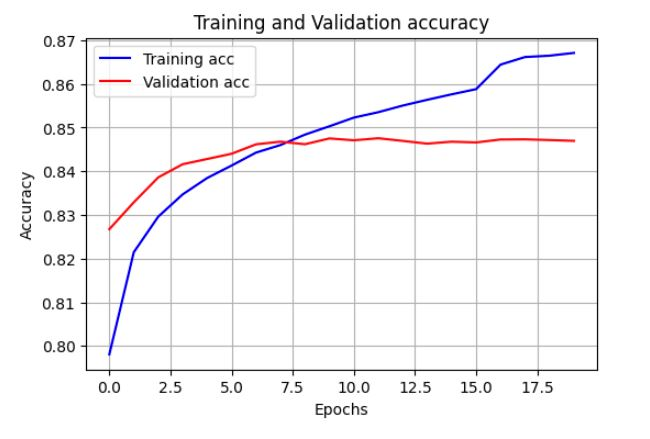 Training and Validation accuracy
0.87
0.86
0.85
0.84
0.83
0.82
0.81
0.80
Accuracy
Training acc
Validation acc
0.0 2.5 5.0 7.5 10.0 12.5 15.0 17.5
Epochs